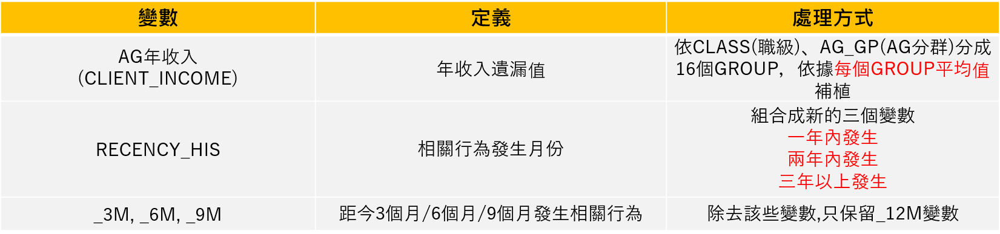 變數
定義
處理方式
AG年收入
(CLIENT_INCOME)
年收入遺漏值
依CLASS(職級)、AG_GP(AG分群)分成
16個GROUP，依據每個GROUP平均值
補植
RECENCY_HIS
相關行為發生月份
組合成新的三個變數
一年內發生
兩年內發生
三年以上發生
_3M, _6M, _9M
距今3個月/6個月/9個月發生相關行為
除去該些變數,只保留_12M變數